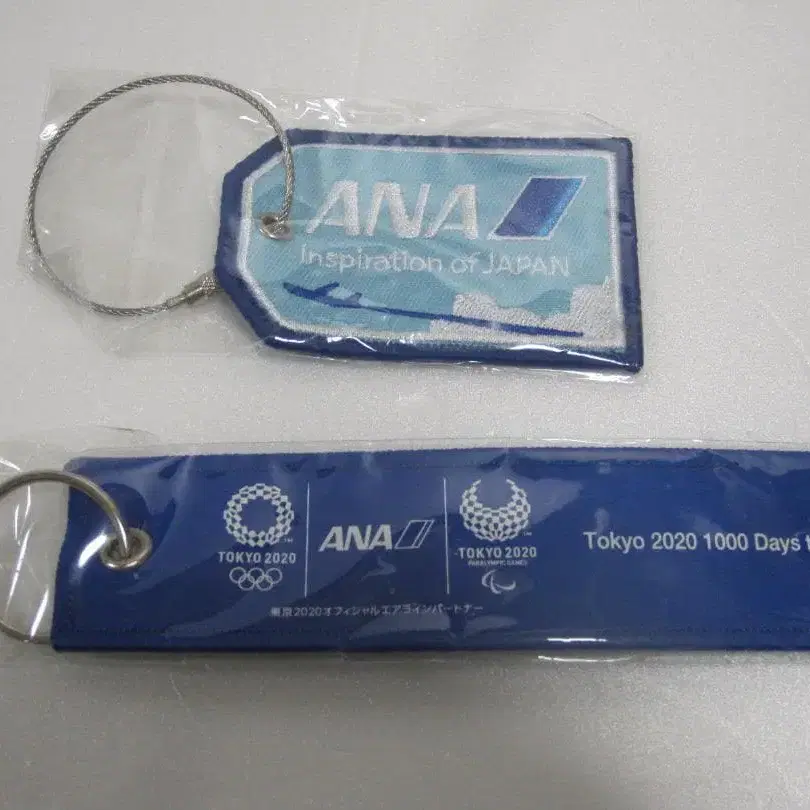 ANA
Inspiration of JAPAN
TOKYO 2020
ANA
TOKYO 2020
PARALYMPIC GAMES
Tokyo 2020 1000 Days t
東京2020オフィシャルエアラインパートナー